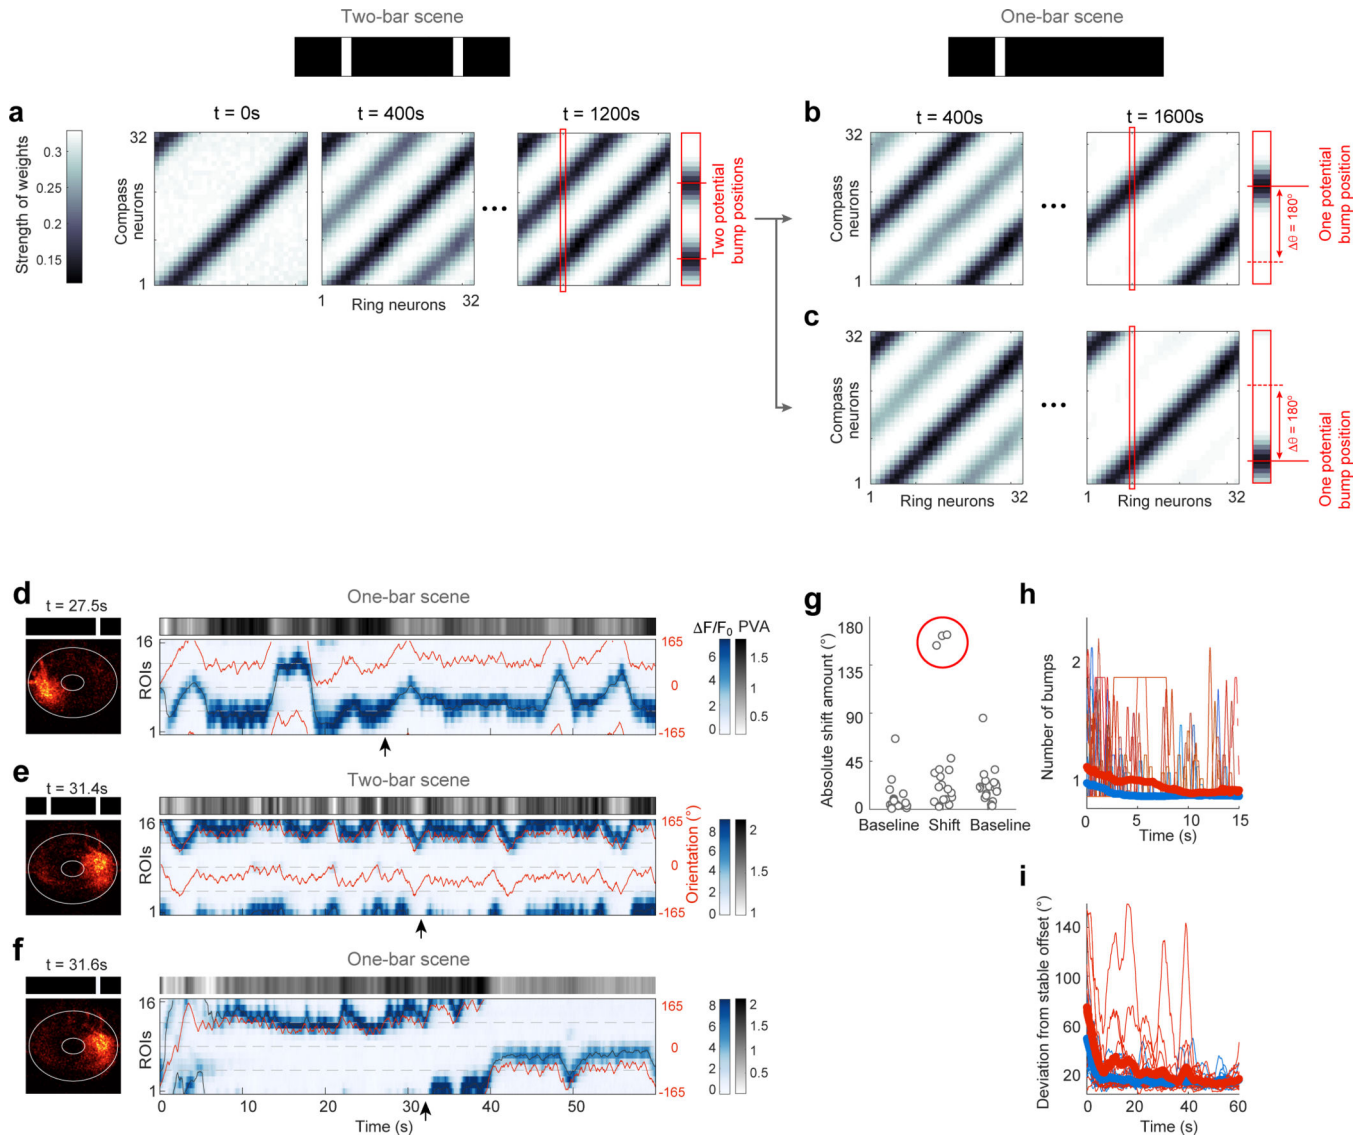 Two-bar scene
One-bar scene
a
t = 0s
t = 400s
t = 1200s
Strength of weights
0.3
0.25
0.2
0.15
Compass
neurons
32
1
1
32
Ring neurons
Two potential
bump positions
b
t = 400s
t = 1600s
Compass
neurons
32
1
Δθ = 180°
One potential
bump position
c
Compass
neurons
32
1
1
32
Ring neurons
Δθ = 180°
One potential
bump position
d
t = 27.5s
One-bar scene
ROIs
16
1
165
0
-165
ΔF/F0 PVA
6
4
2
0
1.5
1
0.5
e
t = 31.4s
Two-bar scene
ROIs
16
1
165
0
-165
Orientation (°)
8
6
4
2
0
2
1.5
1
f
t = 31.6s
One-bar scene
ROIs
16
1
165
0
-165
8
6
4
2
0
2
1.5
1
0.5
0
10
20
30
40
50
Time (s)
g
Absolute shift amount (°)
180
135
90
45
0
Baseline Shift Baseline
h
Number of bumps
2
1
0
5
10
15
Time (s)
i
Deviation from stable offset (°)
140
100
60
20
0
20
40
60
Time (s)